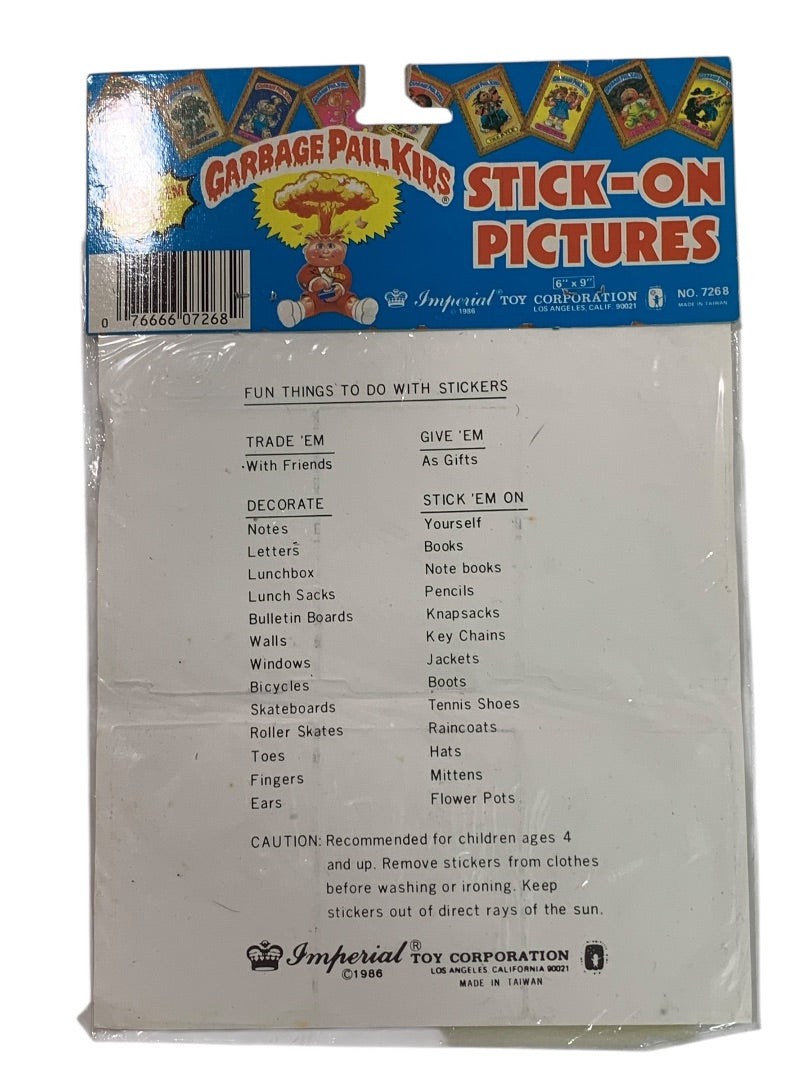 GARBAGE PAIL KIDS®
STICK-ON
PICTURES
6" x 9"
Imperial® TOY CORPORATION
© 1986
LOS ANGELES, CALIF. 90021
NO. 7268
MADE IN TAIWAN
0 76666 07268
FUN THINGS TO DO WITH STICKERS
TRADE 'EM
With Friends
GIVE 'EM
As Gifts
DECORATE
Notes
Letters
Lunchbox
Lunch Sacks
Bulletin Boards
Walls
Windows
Bicycles
Skateboards
Roller Skates
Toes
Fingers
Ears
STICK 'EM ON
Yourself
Books
Note books
Pencils
Knapsacks
Key Chains
Jackets
Boots
Tennis Shoes
Raincoats
Hats
Mittens
Flower Pots
CAUTION: Recommended for children ages 4
and up. Remove stickers from clothes
before washing or ironing. Keep
stickers out of direct rays of the sun.
Imperial® TOY CORPORATION
©1986
LOS ANGELES CALIFORNIA 90021
MADE IN TAIWAN